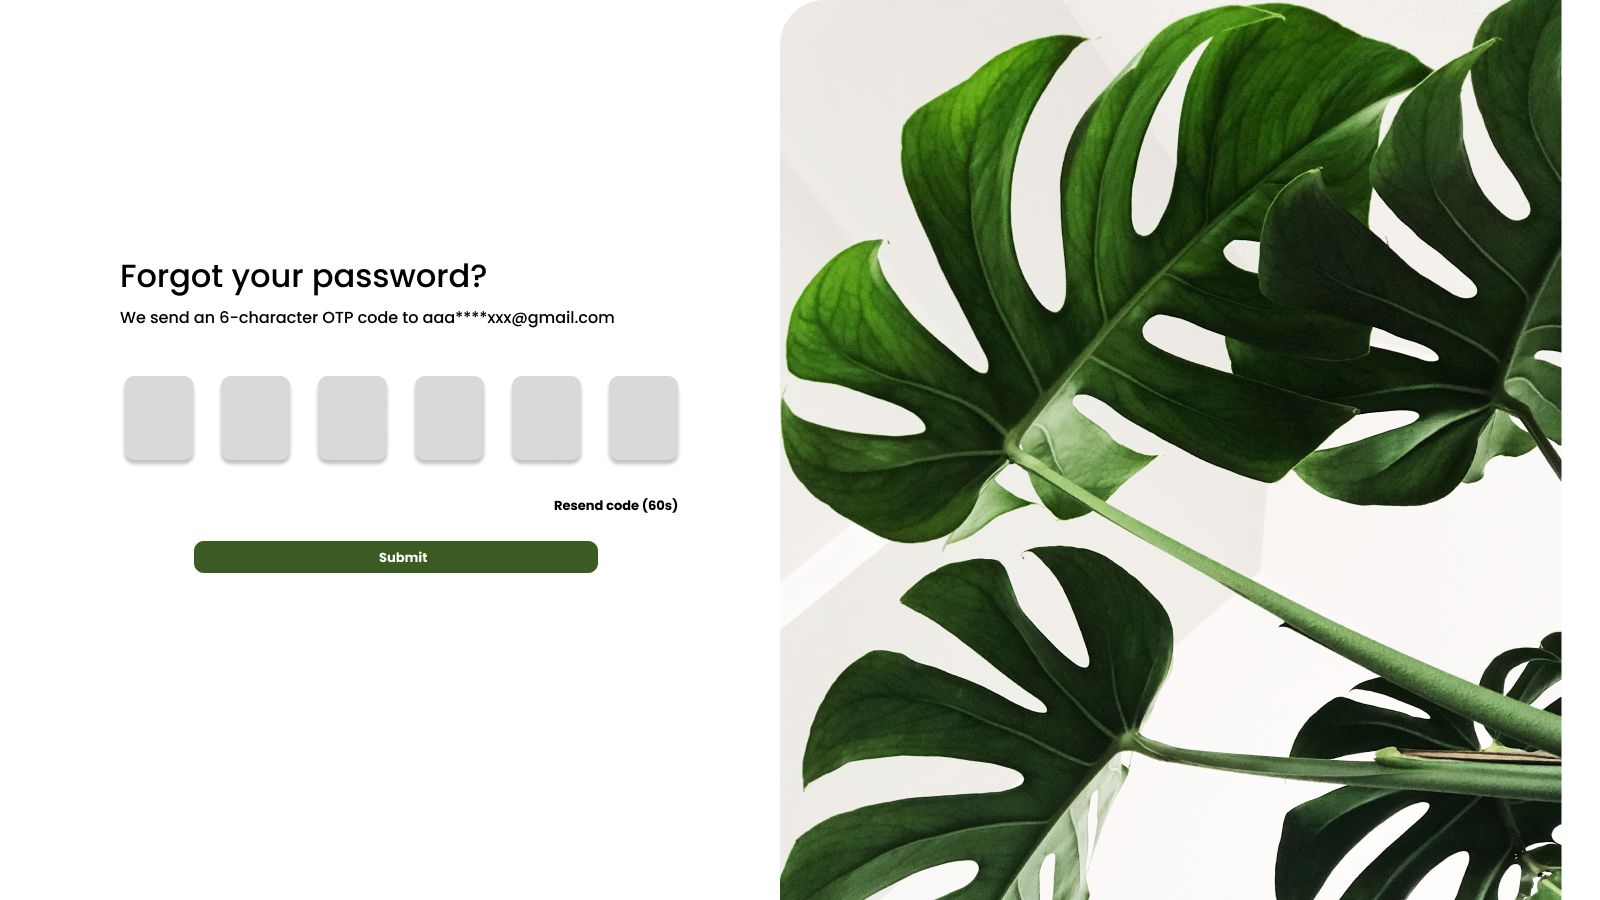 Forgot your password?
We send an 6-character OTP code to aaa****xxx@gmail.com
Resend code (60s)
Submit